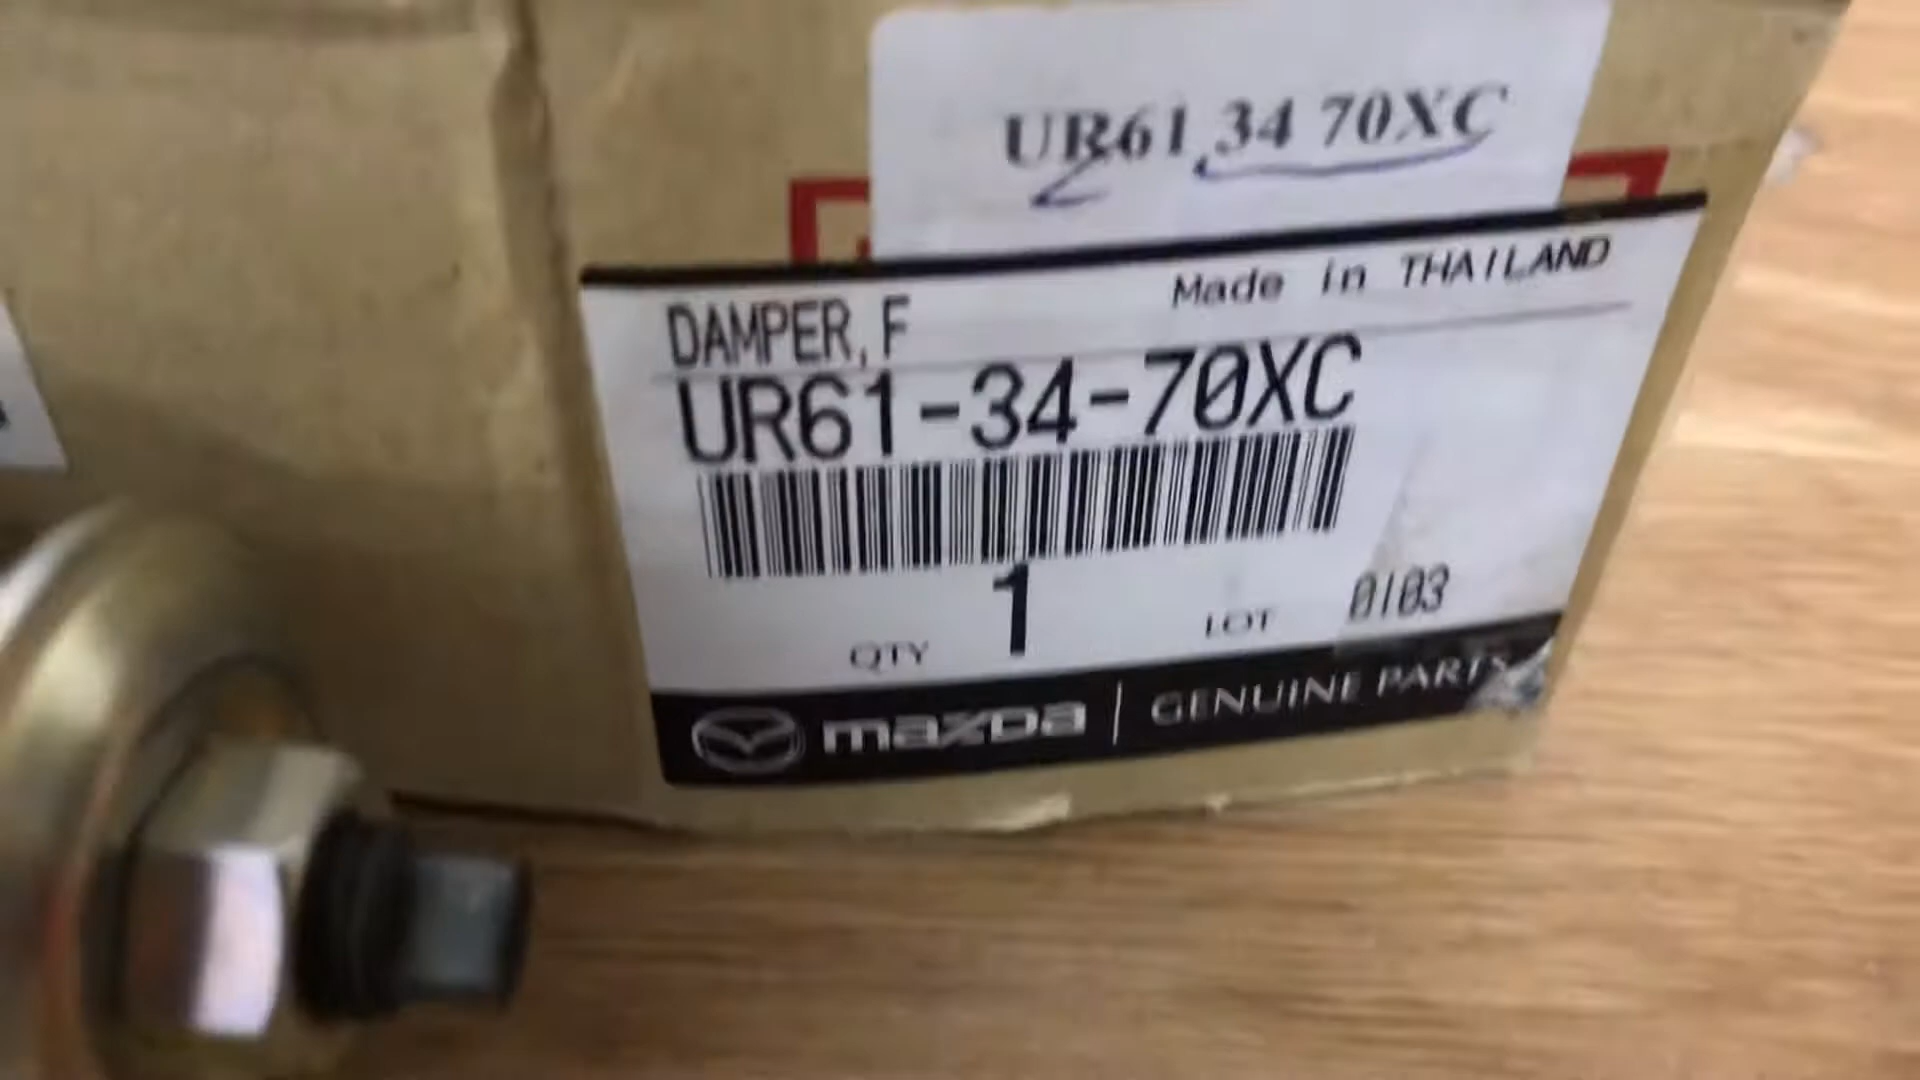 UR61 34 70XC
Made in THAILAND
DAMPER, F
UR61-34-70XC
QTY 1 LOT 0103
mazda | GENUINE PARTS